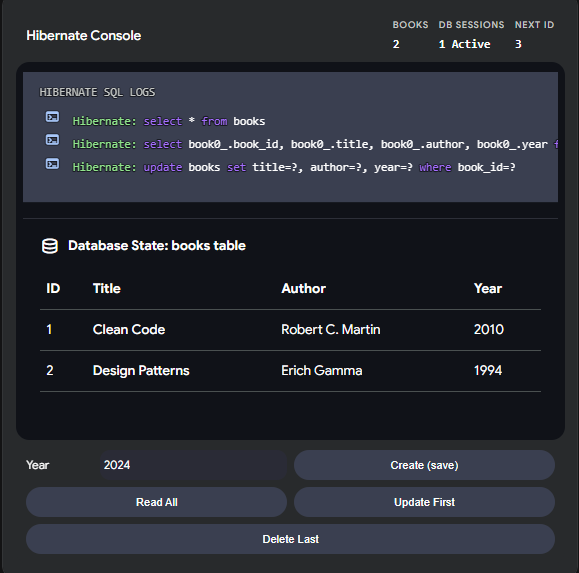 Hibernate Console
BOOKS DB SESSIONS NEXT ID
2 1 Active 3
HIBERNATE SQL LOGS
Hibernate: select * from books
Hibernate: select book0_.book_id, book0_.title, book0_.author, book0_.year
Hibernate: update books set title=?, author=?, year=? where book_id=?
Database State: books table
ID Title Author Year
1 Clean Code Robert C. Martin 2010
2 Design Patterns Erich Gamma 1994
Year 2024 Create (save)
Read All Update First
Delete Last